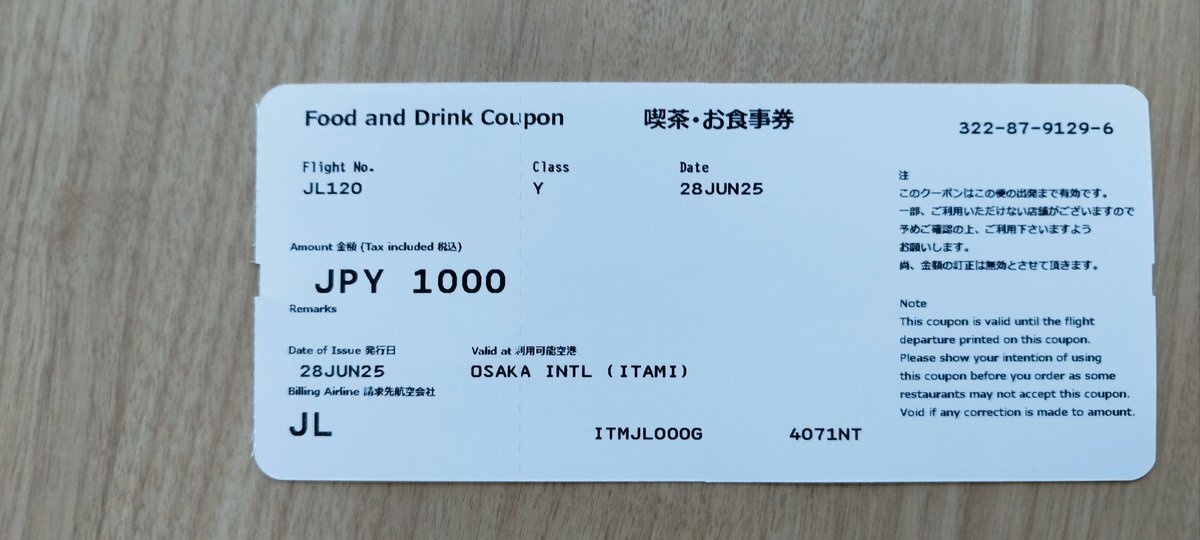 Food and Drink Coupon 喫茶・お食事券 322-87-9129-6
Flight No. Class Date
JL120 Y 28JUN25
Amount 金額 (Tax included 税込)
JPY 1000
Remarks
Date of Issue 発行日 Valid at 利用可能空港
28JUN25 OSAKA INTL (ITAMI)
Billing Airline 請求先航空会社
JL
ITMJL000G 4071NT
注
このクーポンはこの便の出発まで有効です。
一部、ご利用いただけない店舗がございますので
予めご確認の上、ご利用下さいますよう
お願いします。
尚、金額の訂正は無効とさせて頂きます。
Note
This coupon is valid until the flight
departure printed on this coupon.
Please show your intention of using
this coupon before you order as some
restaurants may not accept this coupon.
Void if any correction is made to amount.